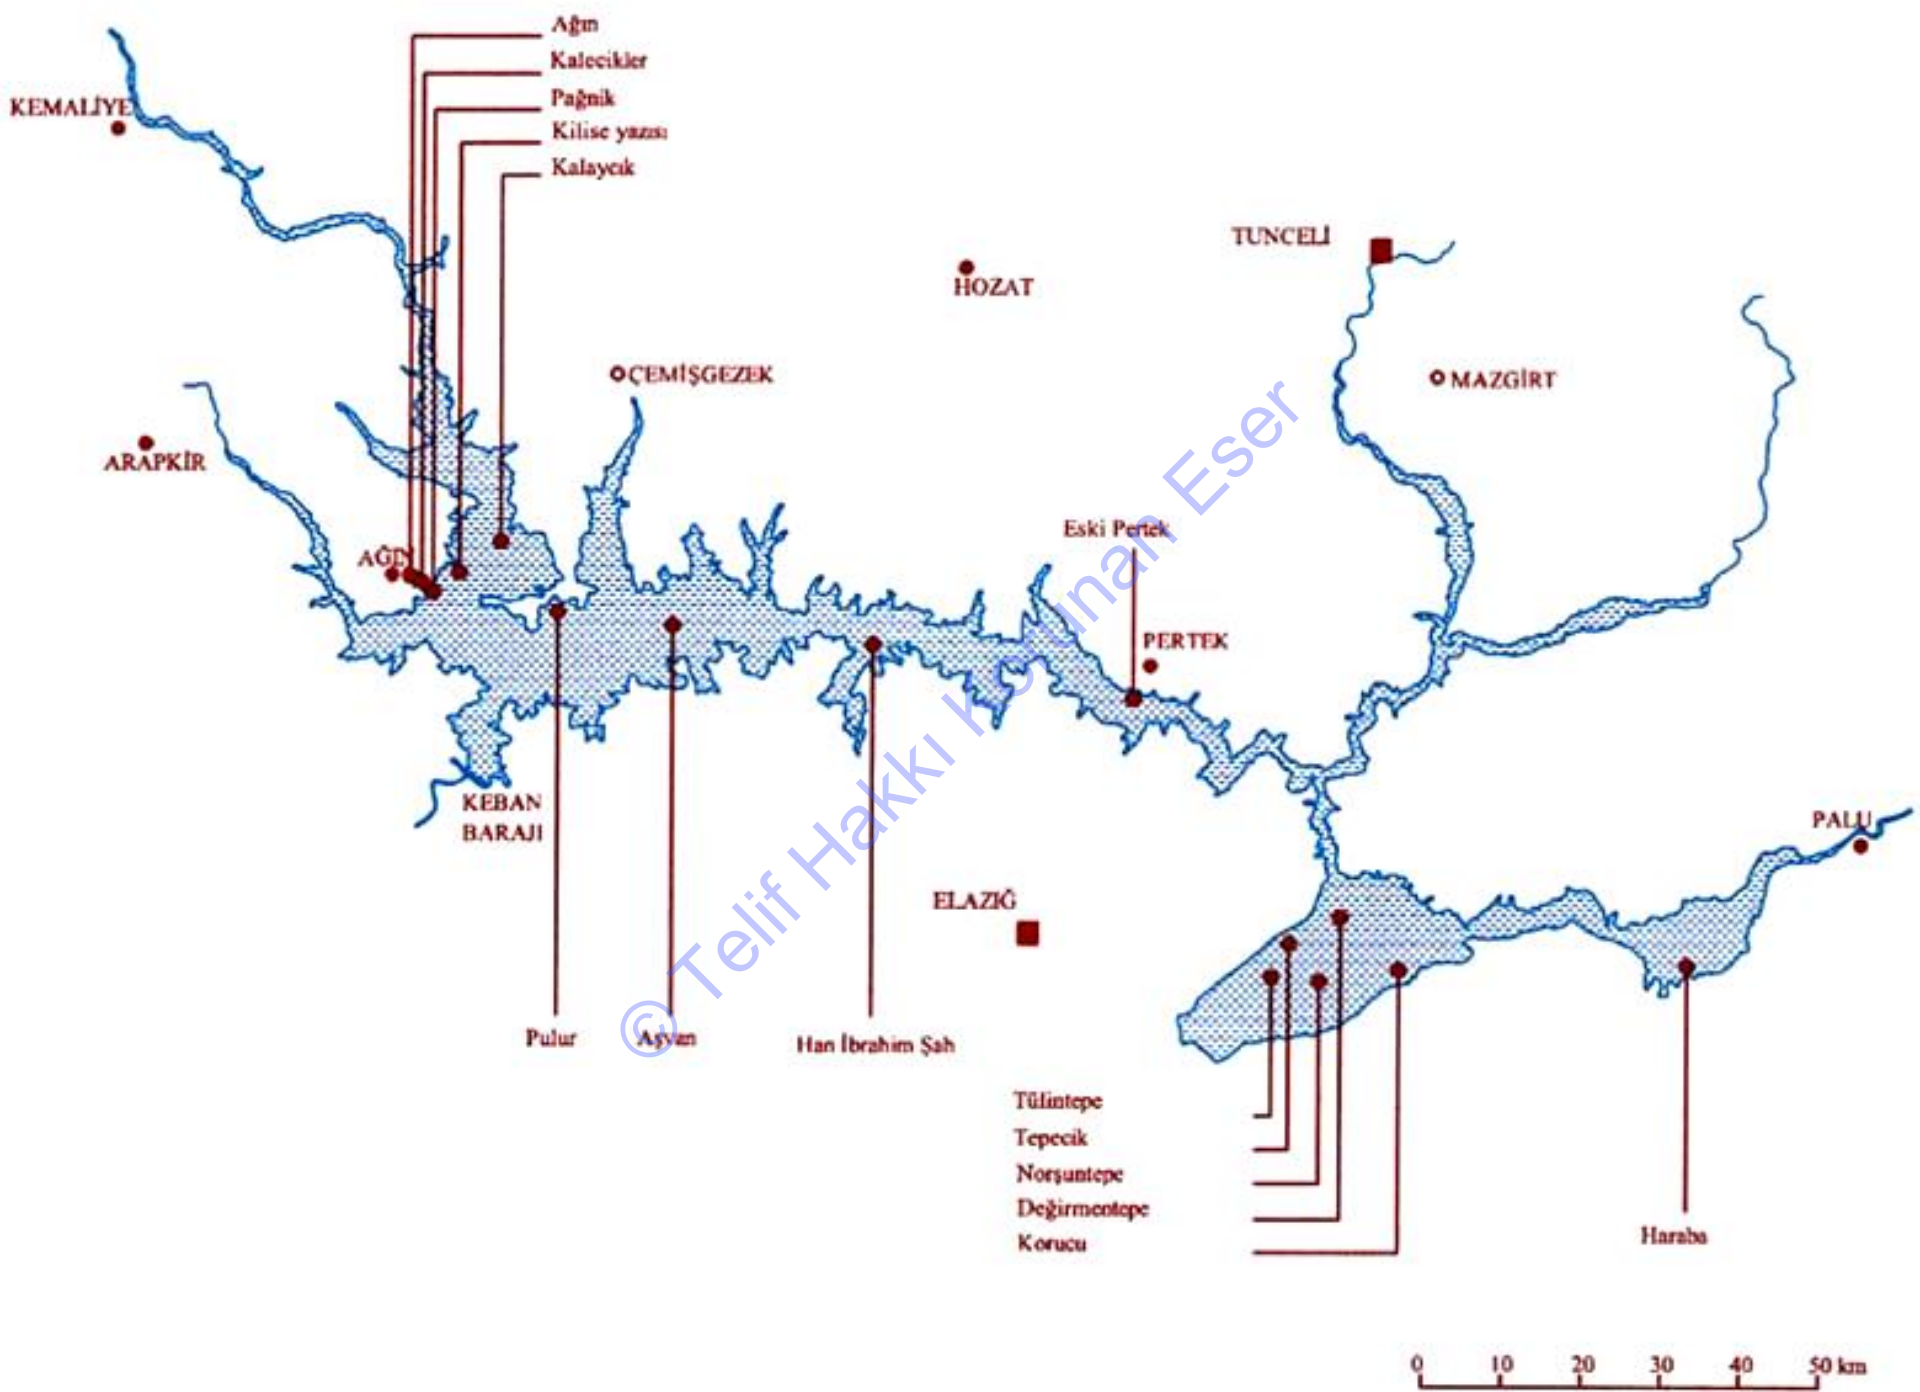 Ağın
Kalecikler
Pağnik
Kilise yazısı
Kalaycık
KEMALİYE
TUNCELİ
HOZAT
ÇEMİŞGEZEK
MAZGİRT
ARAPKİR
Eski Pertek
AĞIN
PERTEK
KEBAN
BARAJI
PALU
ELAZIĞ
Pulur
Aşvan
Han İbrahim Şah
Tülintepe
Tepecik
Norşuntepe
Değirmentepe
Korucu
Haraba
© Telif Hakkı Korunan Eser
0 10 20 30 40 50 km